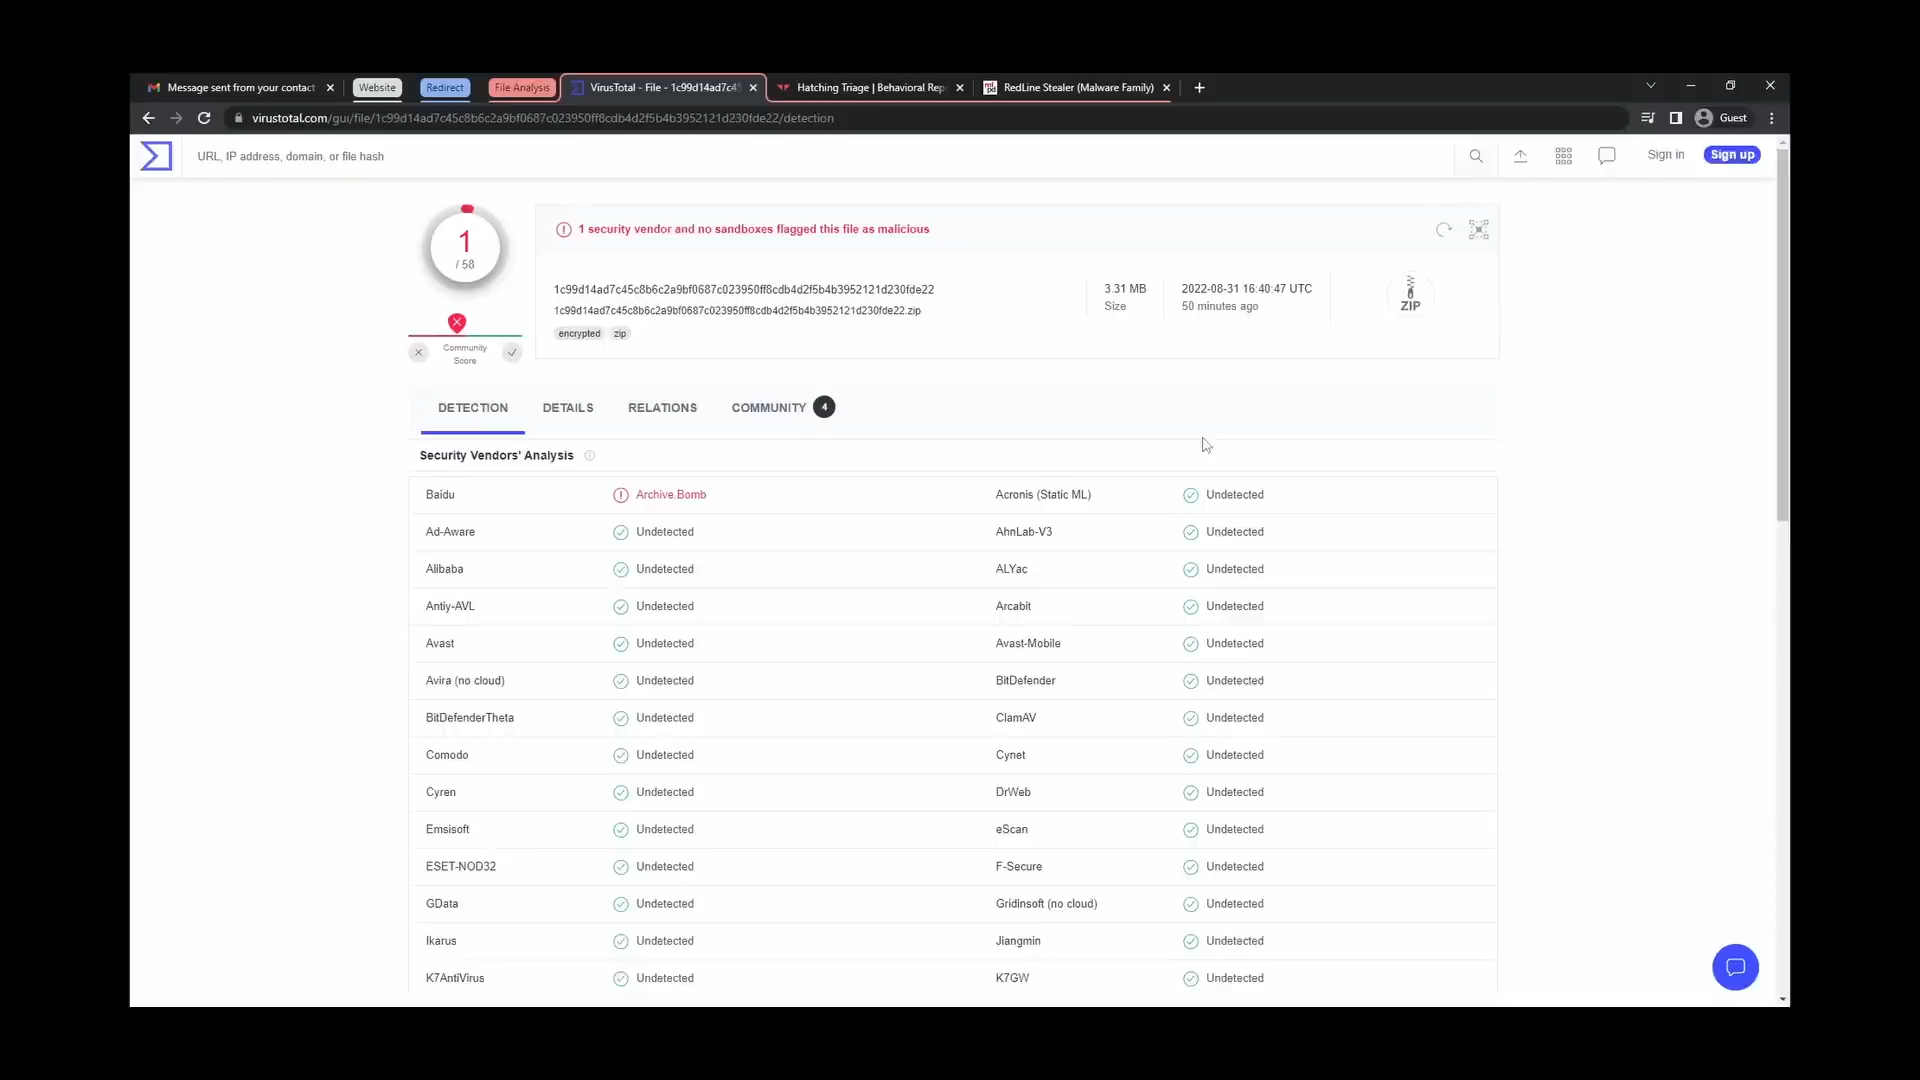 Message sent from your contact
Website
Redirect
File Analysis
VirusTotal - File - 1c99d14ad7c45
Hatching Triage | Behavioral Rep
RedLine Stealer (Malware Family)
virustotal.com/gui/file/1c99d14ad7c45c8b6c2a9bf0687c023950ff8cdb4d2f5b4b3952121d230fde22/detection
Guest
URL, IP address, domain, or file hash
Sign in
Sign up
1
/ 58
Community
Score
1 security vendor and no sandboxes flagged this file as malicious
1c99d14ad7c45c8b6c2a9bf0687c023950ff8cdb4d2f5b4b3952121d230fde22
1c99d14ad7c45c8b6c2a9bf0687c023950ff8cdb4d2f5b4b3952121d230fde22.zip
encrypted zip
3.31 MB
Size
2022-08-31 16:40:47 UTC
50 minutes ago
ZIP
DETECTION DETAILS RELATIONS COMMUNITY 4
Security Vendors' Analysis
Baidu Archive.Bomb Acronis (Static ML) Undetected
Ad-Aware Undetected AhnLab-V3 Undetected
Alibaba Undetected ALYac Undetected
Antiy-AVL Undetected Arcabit Undetected
Avast Undetected Avast-Mobile Undetected
Avira (no cloud) Undetected BitDefender Undetected
BitDefenderTheta Undetected ClamAV Undetected
Comodo Undetected Cynet Undetected
Cyren Undetected DrWeb Undetected
Emsisoft Undetected eScan Undetected
ESET-NOD32 Undetected F-Secure Undetected
GData Undetected Gridinsoft (no cloud) Undetected
Ikarus Undetected Jiangmin Undetected
K7AntiVirus Undetected K7GW Undetected